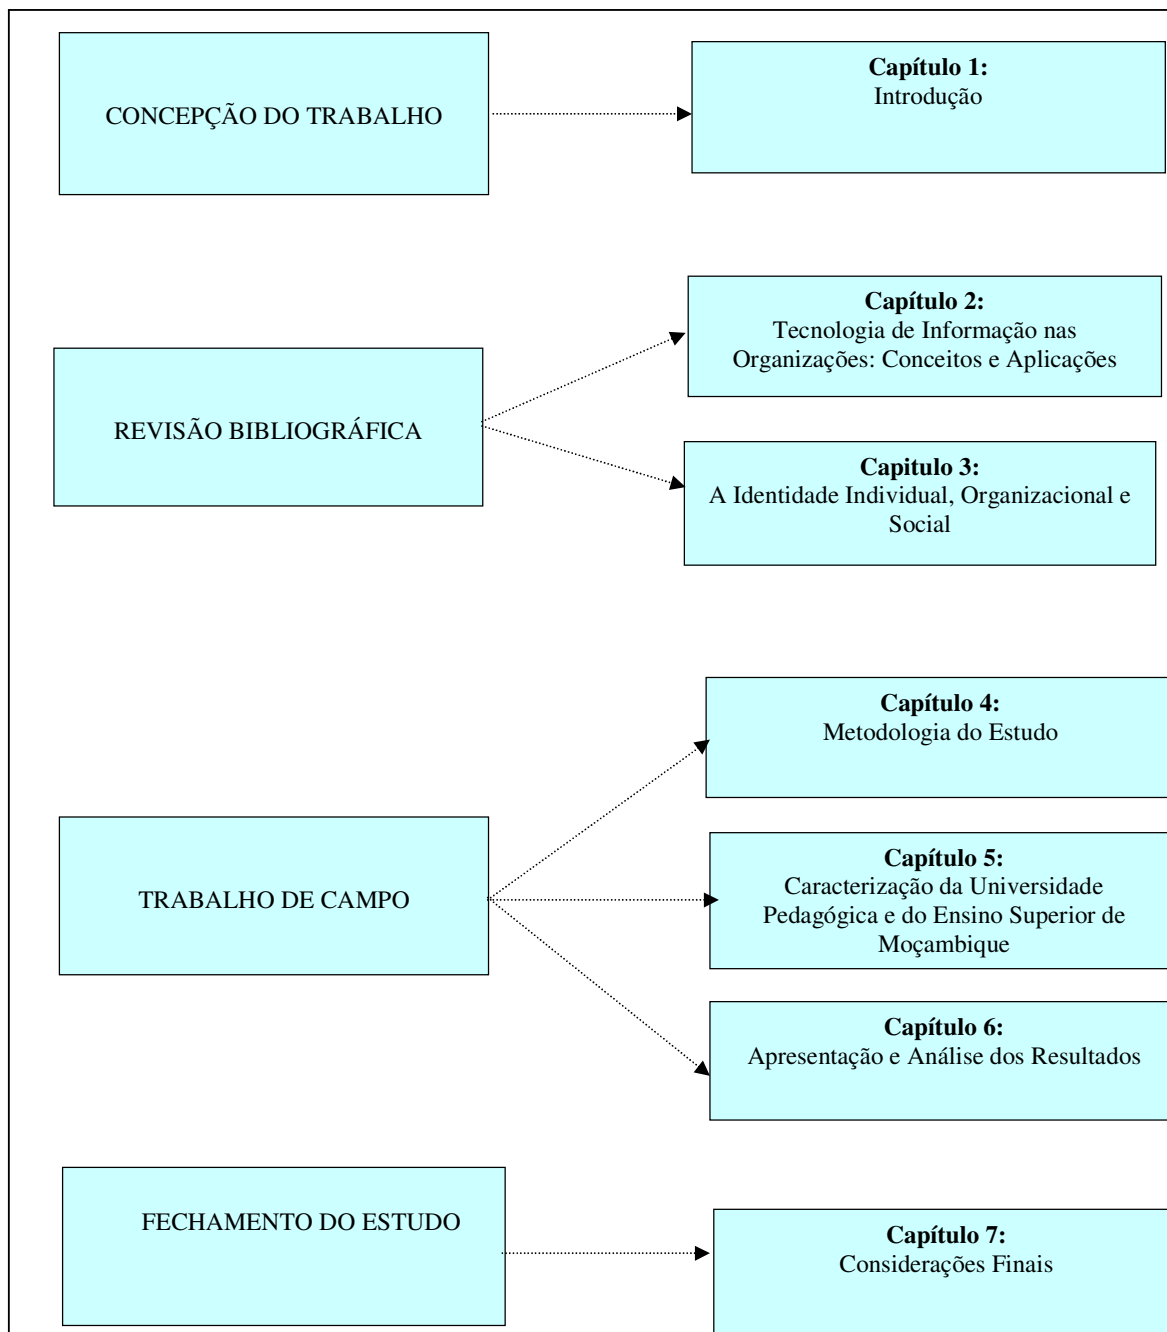 CONCEPÇÃO DO TRABALHO
Capítulo 1:
Introdução
REVISÃO BIBLIOGRÁFICA
Capítulo 2:
Tecnologia de Informação nas
Organizações: Conceitos e Aplicações
Capitulo 3:
A Identidade Individual, Organizacional e
Social
TRABALHO DE CAMPO
Capítulo 4:
Metodologia do Estudo
Capítulo 5:
Caracterização da Universidade
Pedagógica e do Ensino Superior de
Moçambique
Capítulo 6:
Apresentação e Análise dos Resultados
FECHAMENTO DO ESTUDO
Capítulo 7:
Considerações Finais